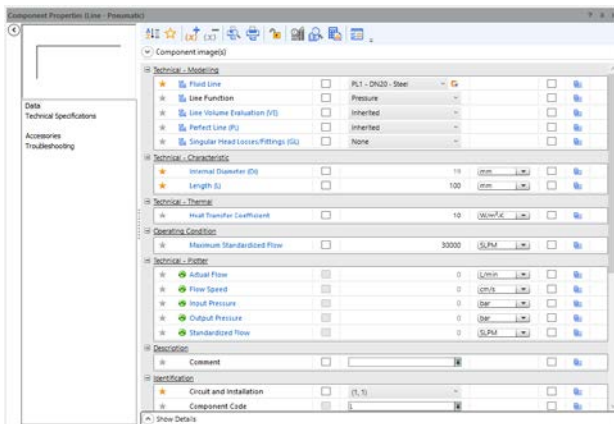 Component Properties (Line - Pneumatic)
Component image(s)
Data
Technical Specifications
Accessories
Troubleshooting
Technical - Modelling
Fluid Line PL1 - DN20 - Steel
Line Function Pressure
Line Volume Evaluation (VT) Inherited
Perfect Line (PL) Inherited
Singular Head Losses/Fittings (GL) None
Technical - Characteristic
Internal Diameter (Di) 19 mm
Length (L) 100 mm
Technical - Thermal
Heat Transfer Coefficient 10 W/m²/K
Operating Condition
Maximum Standardized Flow 30000 SLPM
Technical - Plotter
Actual Flow 0 L/min
Flow Speed 0 cm/s
Input Pressure 0 bar
Output Pressure 0 bar
Standardized Flow 0 SLPM
Description
Comment
Identification
Circuit and Installation (1, 1)
Component Code L
Show Details